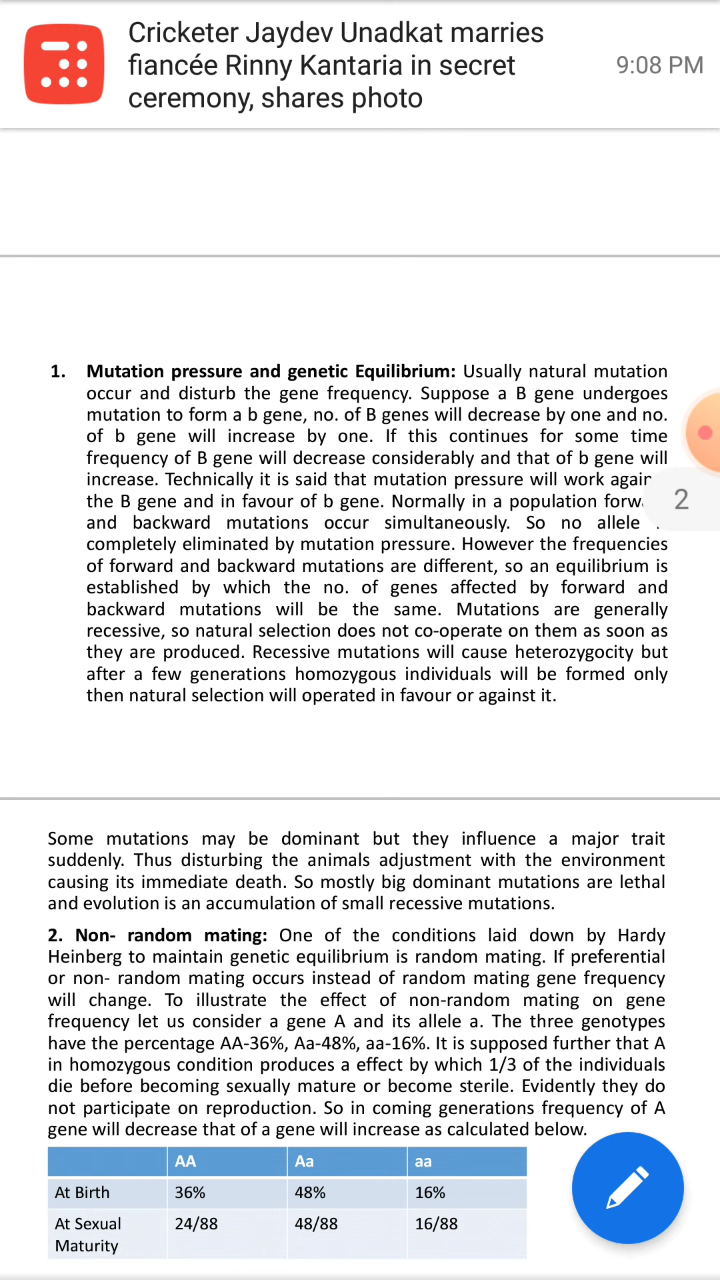 Cricketer Jaydev Unadkat marries
fiancée Rinny Kantaria in secret
ceremony, shares photo
9:08 PM
1. Mutation pressure and genetic Equilibrium: Usually natural mutation
occur and disturb the gene frequency. Suppose a B gene undergoes
mutation to form a b gene, no. of B genes will decrease by one and no.
of b gene will increase by one. If this continues for some time
frequency of B gene will decrease considerably and that of b gene will
increase. Technically it is said that mutation pressure will work
the B gene and in favour of b gene. Normally in a population
2
and backward mutations occur simultaneously. So no allele
completely eliminated by mutation pressure. However the frequencies
of forward and backward mutations are different, so an equilibrium is
established by which the no. of genes affected by forward and
backward mutations will be the same. Mutations are generally
recessive, so natural selection does not co-operate on them as soon as
they are produced. Recessive mutations will cause heterozygocity but
after a few generations homozygous individuals will be formed only
then natural selection will operated in favour or against it.
Some mutations may be dominant but they influence a major trait
suddenly. Thus disturbing the animals adjustment with the environment
causing its immediate death. So mostly big dominant mutations are lethal
and evolution is an accumulation of small recessive mutations.
2. Non- random mating: One of the conditions laid down by Hardy
Heinberg to maintain genetic equilibrium is random mating. If preferential
or non- random mating occurs instead of random mating gene frequency
will change. To illustrate the effect of non-random mating on gene
frequency let us consider a gene A and its allele a. The three genotypes
have the percentage AA-36%, Aa-48%, aa-16%. It is supposed further that A
in homozygous condition produces a effect by which 1/3 of the individuals
die before becoming sexually mature or become sterile. Evidently they do
not participate on reproduction. So in coming generations frequency of A
gene will decrease that of a gene will increase as calculated below.
AA Aa aa
At Birth 36% 48% 16%
At Sexual 24/88 48/88 16/88
Maturity